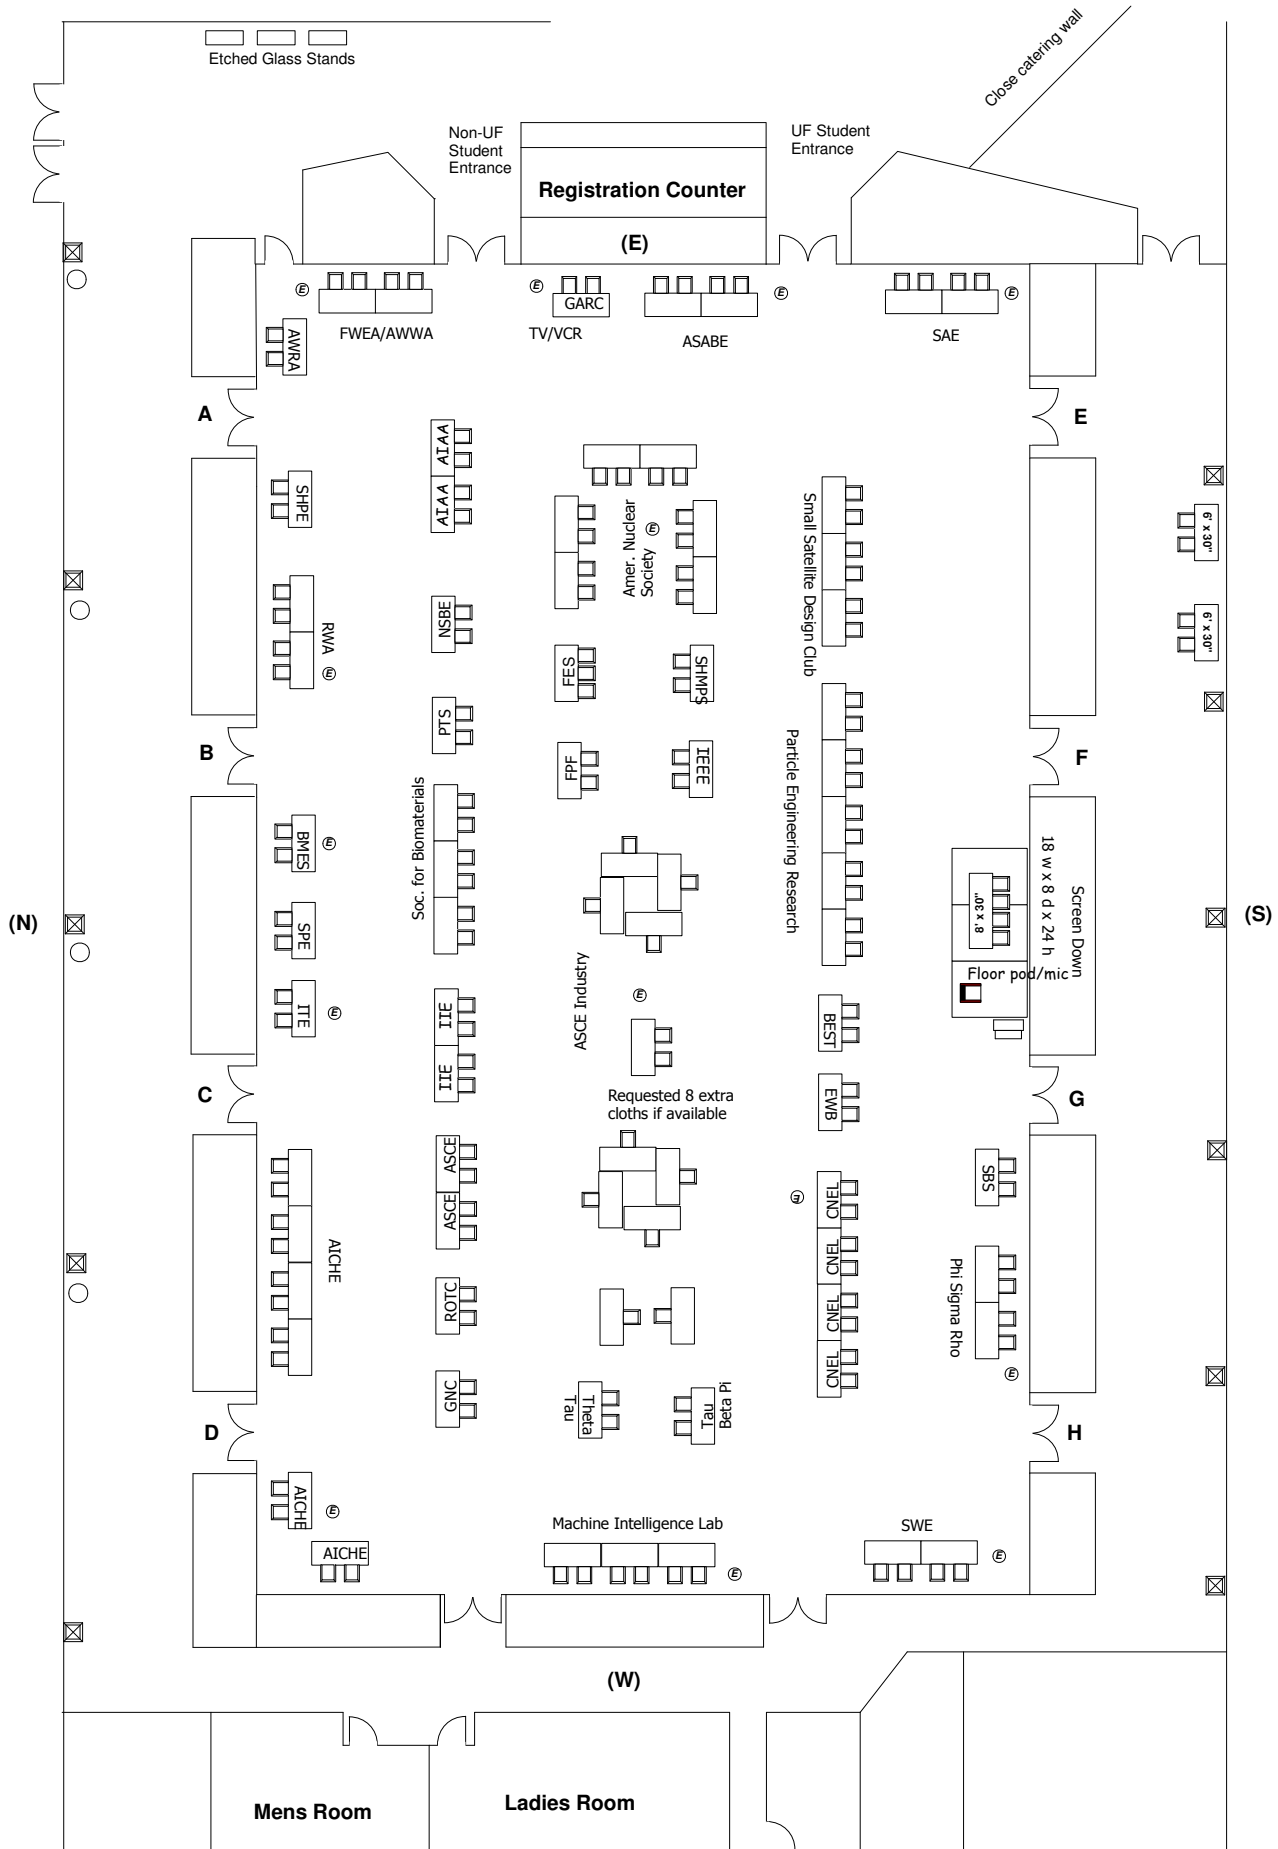 Etched Glass Stands
Close catering wall
Non-UF
Student
Entrance
UF Student
Entrance
Registration Counter
(E)
E
E
E
E
GARC
FWEA/AWWA
TV/VCR
ASABE
SAE
AWRA
A
E
AIAA
AIAA
SHPE
Amer. Nuclear
Society
E
Small Satellite Design Club
6' x 30"
6' x 30"
RWA
E
NSBE
FES
SHMPS
PTS
B
FPF
IEEE
F
Particle Engineering Research
Soc. for Biomaterials
BMES
E
18 w x 8 d x 24 h
Screen Down
8' x 30"
Floor pod/mic
(N)
(S)
SPE
ITE
E
IIE
IIE
ASCE Industry
E
BEST
EWB
C
G
Requested 8 extra
cloths if available
ASCE
ASCE
SBS
E
CNEL
CNEL
CNEL
CNEL
AICHE
ROTC
Phi Sigma Rho
E
GNC
Theta
Tau
Tau
Beta Pi
D
H
AICHE
E
AICHE
Machine Intelligence Lab
E
SWE
E
(W)
Mens Room
Ladies Room